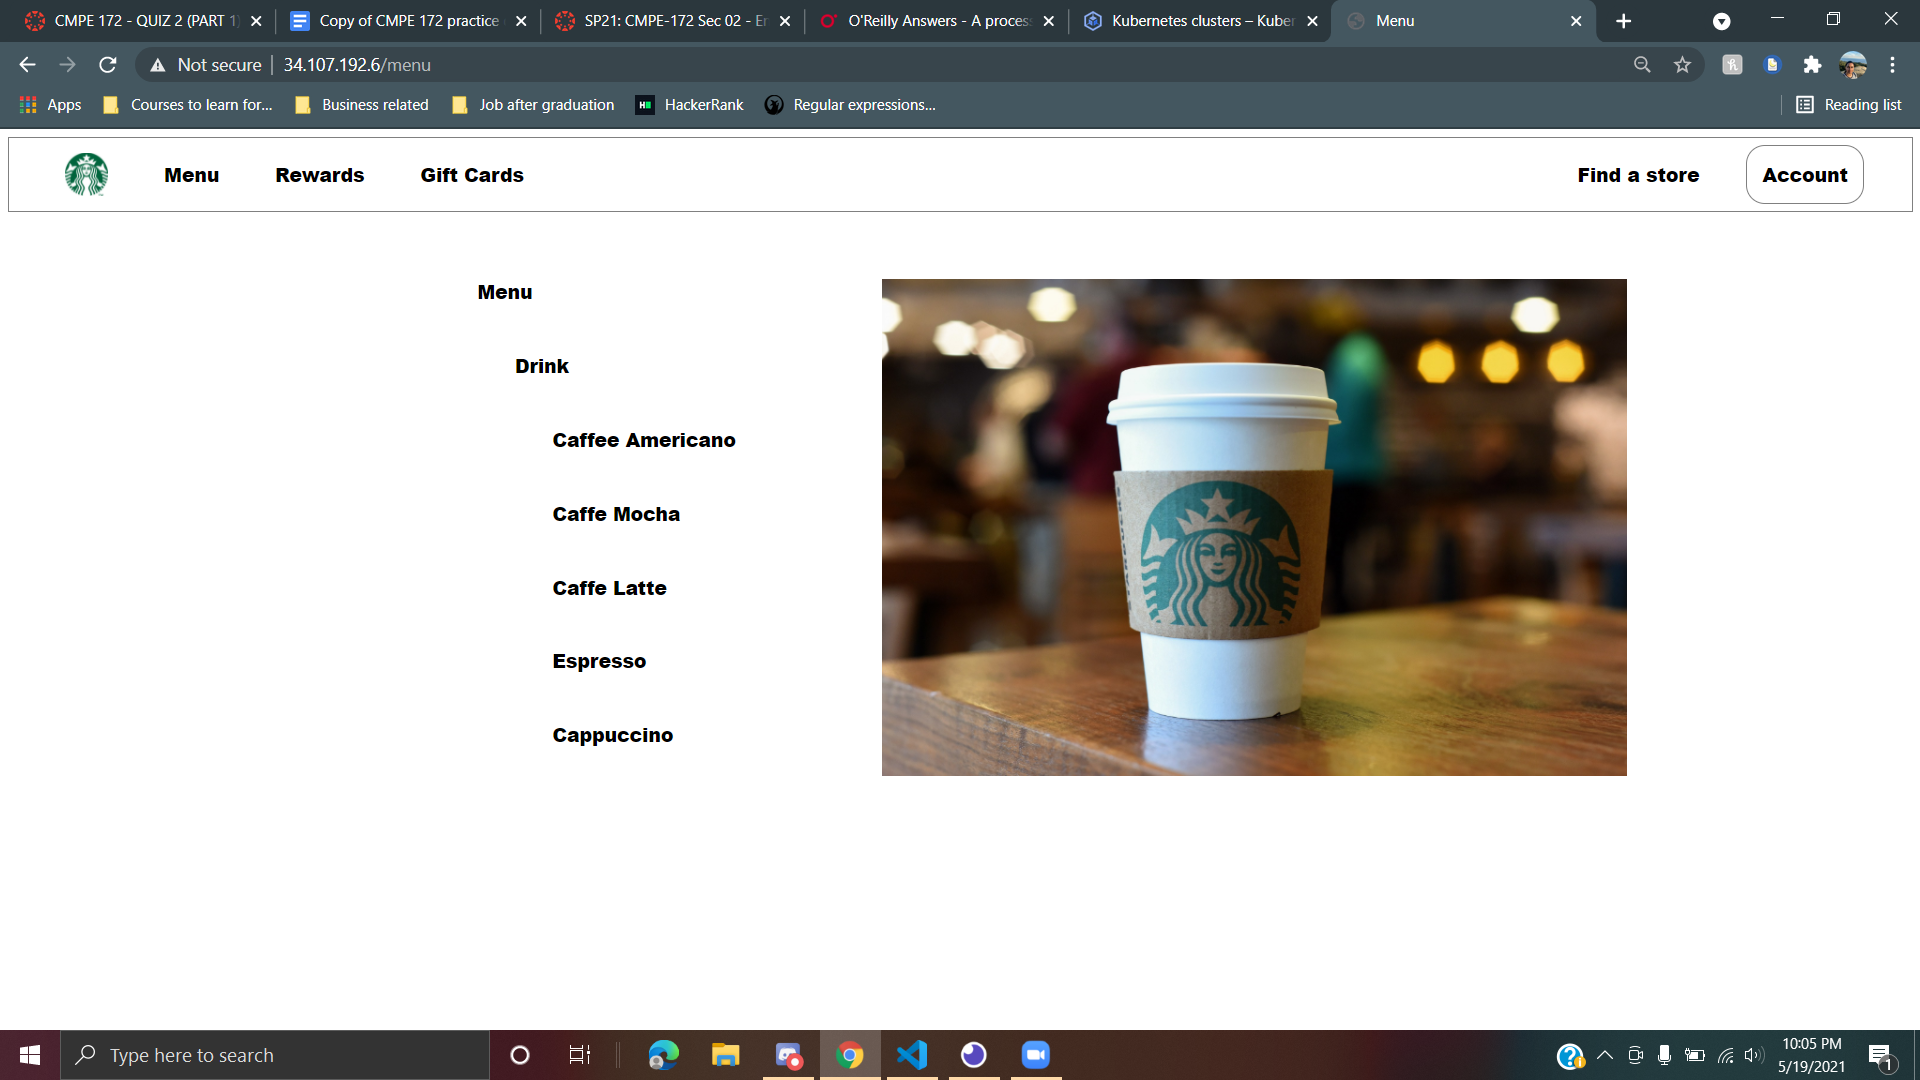 CMPE 172 - QUIZ 2 (PART 1)
Copy of CMPE 172 practice
SP21: CMPE-172 Sec 02 - En
O'Reilly Answers - A process
Kubernetes clusters – Kuber
Menu
Not secure
34.107.192.6/menu
Apps
Courses to learn for...
Business related
Job after graduation
HackerRank
Regular expressions...
Reading list
Menu
Rewards
Gift Cards
Find a store
Account
Menu
Drink
Caffee Americano
Caffe Mocha
Caffe Latte
Espresso
Cappuccino
Type here to search
10:05 PM
5/19/2021
1